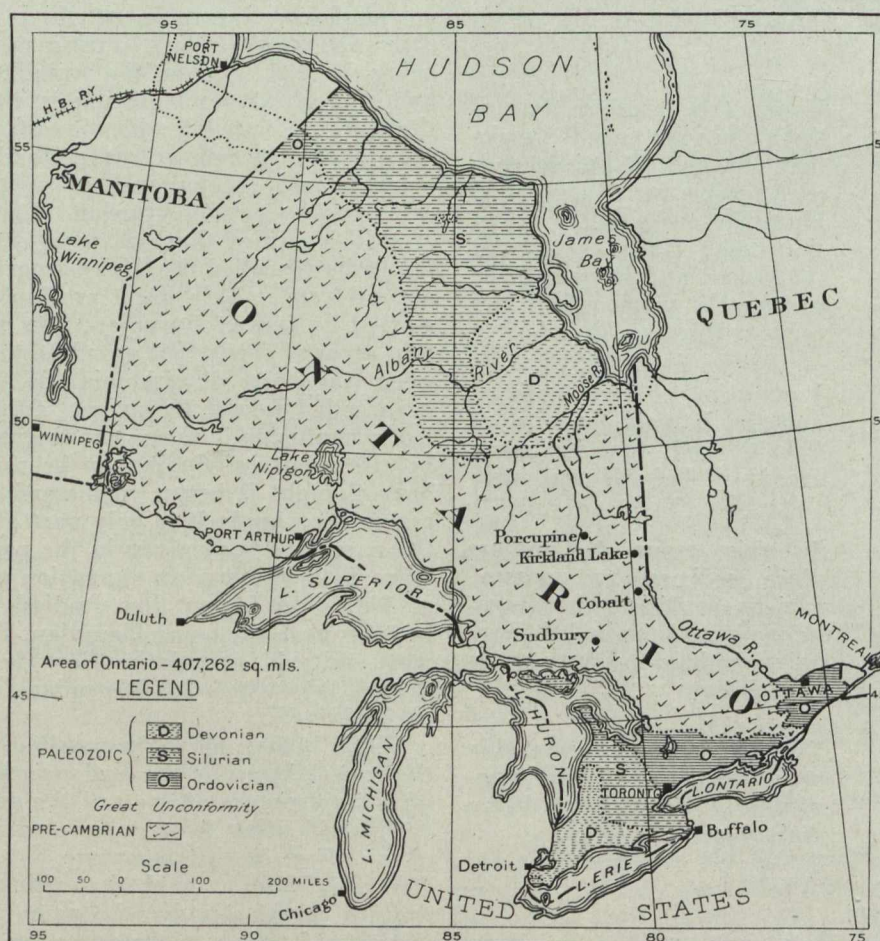 95
85
75
PORT NELSON
HUDSON BAY
H.B. RY
55
MANITOBA
O
Lake Winnipeg
S
James Bay
QUEBEC
ONTARIO
Albany River
D
MOOSE R.
50
WINNIPEG
Lake Nipigon
PORT ARTHUR
Porcupine
Kirkland Lake
L. SUPERIOR
Cobalt
Duluth
Sudbury
Ottawa R.
MONTREAL
Area of Ontario – 407,262 sq. mls.
OTTAWA
O
45
LEGEND
PALEOZOIC
D Devonian
S Silurian
O Ordovician
Great Unconformity
PRE-CAMBRIAN
L. HURON
L. MICHIGAN
S
O
TORONTO
L. ONTARIO
D
Buffalo
Detroit
L. ERIE
Scale
100 50 0 100 200 MILES
Chicago
UNITED STATES
95
90
85
80
75